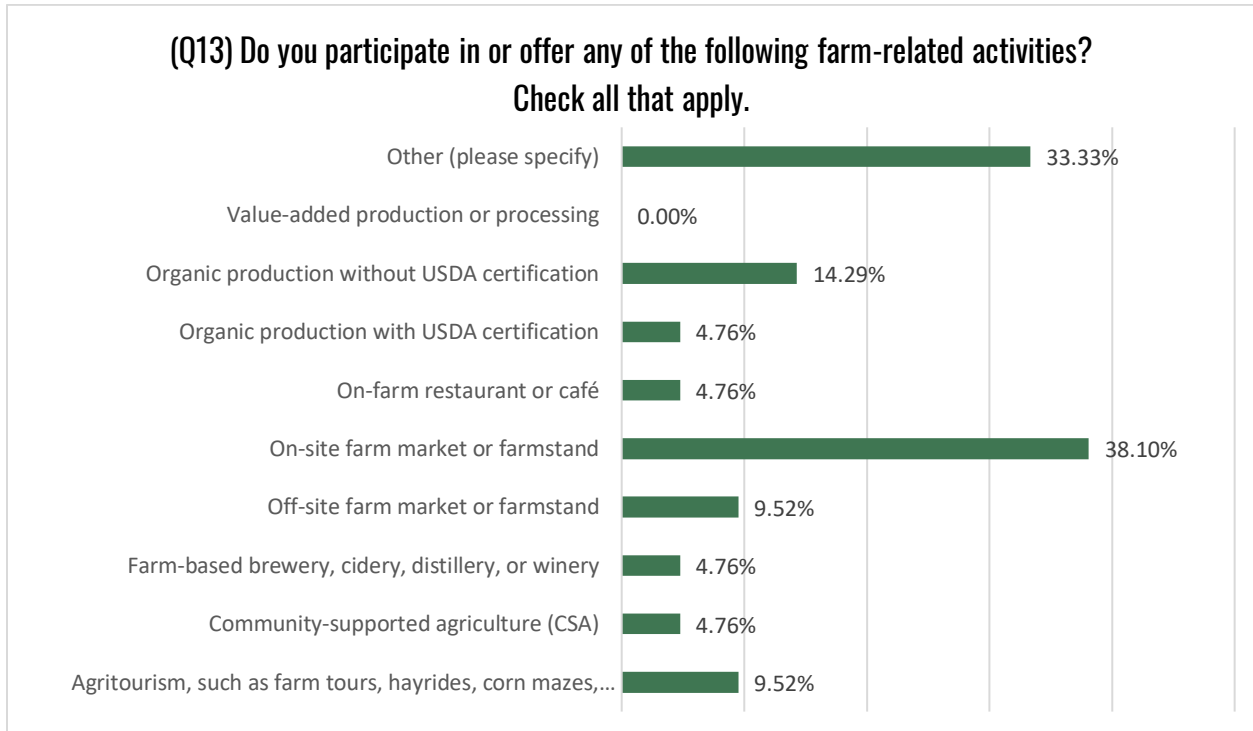 (Q13) Do you participate in or offer any of the following farm-related activities?
Check all that apply.
Other (please specify) 33.33%
Value-added production or processing 0.00%
Organic production without USDA certification 14.29%
Organic production with USDA certification 4.76%
On-farm restaurant or café 4.76%
On-site farm market or farmstand 38.10%
Off-site farm market or farmstand 9.52%
Farm-based brewery, cidery, distillery, or winery 4.76%
Community-supported agriculture (CSA) 4.76%
Agritourism, such as farm tours, hayrides, corn mazes,... 9.52%